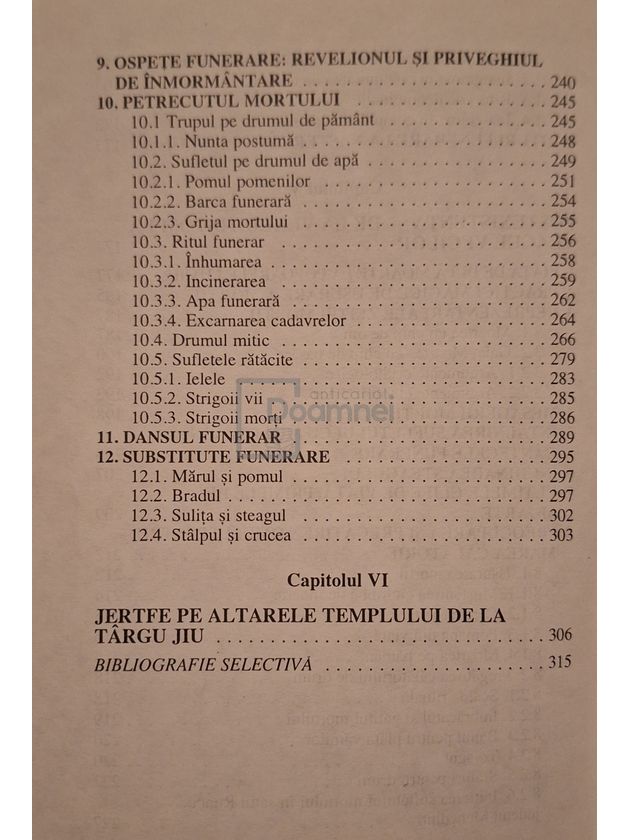 9. OSPEȚE FUNERARE: REVELIONUL ȘI PRIVEGHIUL
DE ÎNMORMÂNTARE . . . . . . . . . . . . . . . . . . . . . . . . . . . 240
10. PETRECUTUL MORTULUI . . . . . . . . . . . . . . . . . . . . . 245
10.1 Trupul pe drumul de pământ . . . . . . . . . . . . . . . . . . 245
10.1.1. Nunta postumă . . . . . . . . . . . . . . . . . . . . . . . . . . 248
10.2. Sufletul pe drumul de apă . . . . . . . . . . . . . . . . . . . 249
10.2.1. Pomul pomenilor . . . . . . . . . . . . . . . . . . . . . . . . 251
10.2.2. Barca funerară . . . . . . . . . . . . . . . . . . . . . . . . . . 254
10.2.3. Grija mortului . . . . . . . . . . . . . . . . . . . . . . . . . . 255
10.3. Ritul funerar . . . . . . . . . . . . . . . . . . . . . . . . . . . . 256
10.3.1. Înhumarea . . . . . . . . . . . . . . . . . . . . . . . . . . . . . 258
10.3.2. Incinerarea . . . . . . . . . . . . . . . . . . . . . . . . . . . . 259
10.3.3. Apa funerară . . . . . . . . . . . . . . . . . . . . . . . . . . . 262
10.3.4. Excarnarea cadavrelor . . . . . . . . . . . . . . . . . . . . 264
10.4. Drumul mitic . . . . . . . . . . . . . . . . . . . . . . . . . . . . 266
10.5. Sufletele rătăcite . . . . . . . . . . . . . . . . . . . . . . . . . 279
10.5.1. Ielele . . . . . . . . . . . . . . . . . . . . . . . . . . . . . . . . . 283
10.5.2. Strigoii vii . . . . . . . . . . . . . . . . . . . . . . . . . . . . . 285
10.5.3. Strigoii morți . . . . . . . . . . . . . . . . . . . . . . . . . . . 286
11. DANSUL FUNERAR . . . . . . . . . . . . . . . . . . . . . . . . . . 289
12. SUBSTITUTE FUNERARE . . . . . . . . . . . . . . . . . . . . . 295
12.1. Mărul și pomul . . . . . . . . . . . . . . . . . . . . . . . . . . 297
12.2. Bradul . . . . . . . . . . . . . . . . . . . . . . . . . . . . . . . . . 297
12.3. Sulița și steagul . . . . . . . . . . . . . . . . . . . . . . . . . . 302
12.4. Stâlpul și crucea . . . . . . . . . . . . . . . . . . . . . . . . . 303
anticariat
Doamnei
Capitolul VI
JERTFE PE ALTARELE TEMPLULUI DE LA
TÂRGU JIU . . . . . . . . . . . . . . . . . . . . . . . . . . . . . . . . . . 306
BIBLIOGRAFIE SELECTIVĂ . . . . . . . . . . . . . . . . . . . . . . . 315